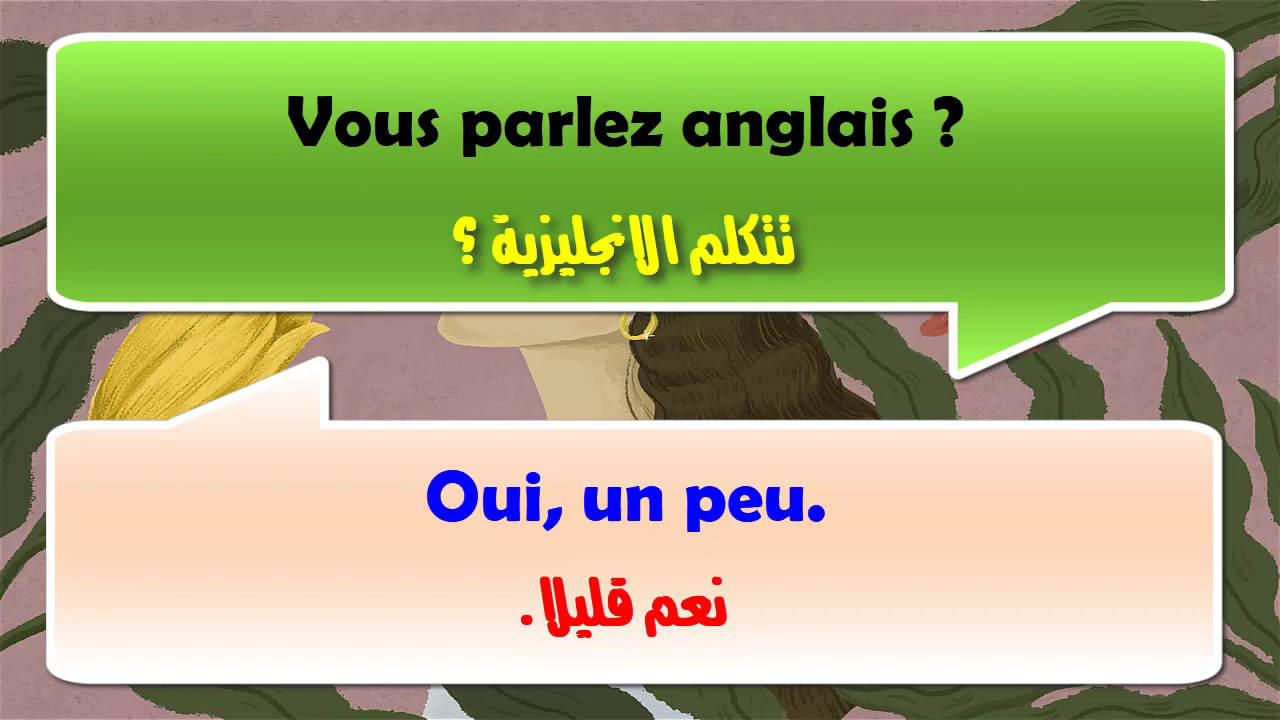 Vous parlez anglais ?
تتكلم الانجليزية ؟
Oui, un peu.
نعم قليلا .